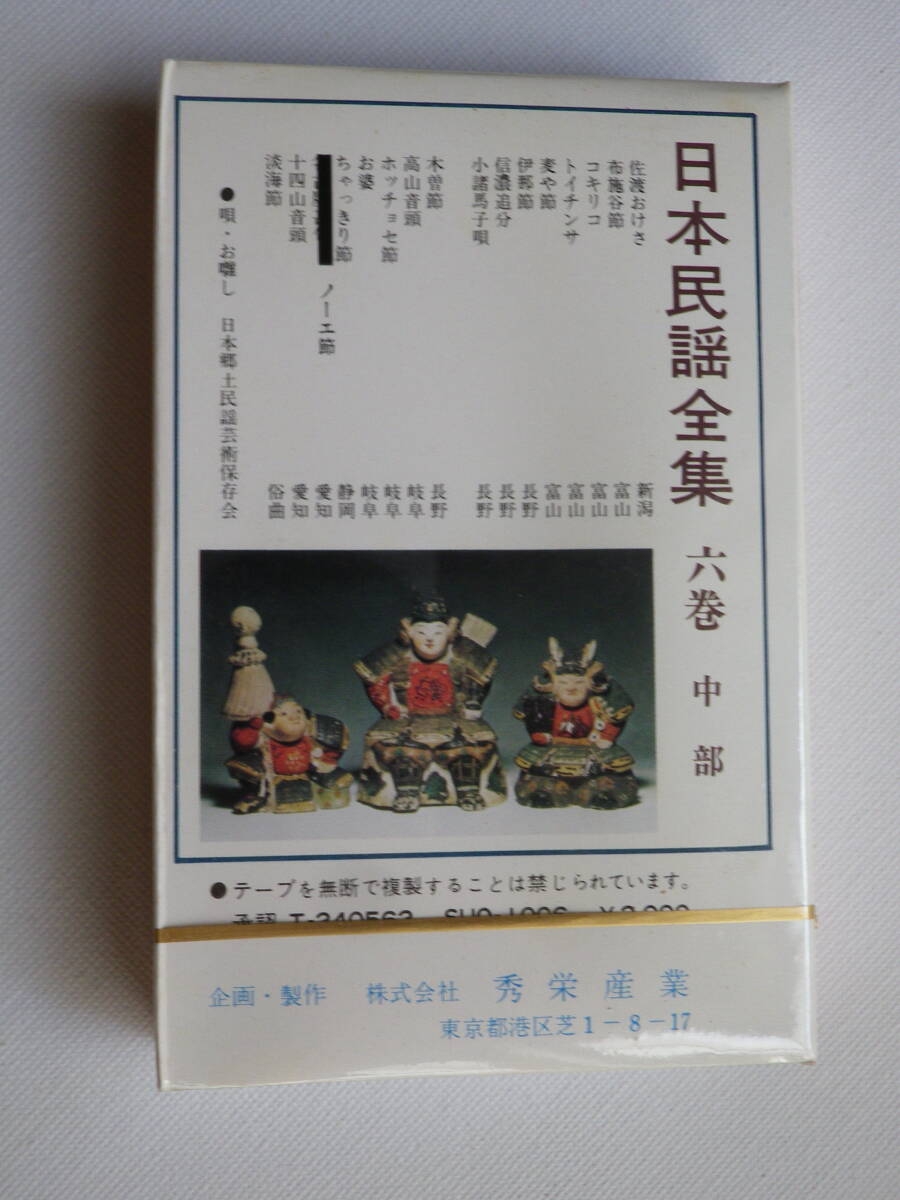 日本民謡全集 六巻 中部
佐渡おけさ 新潟
布施谷節 富山
コキリコ 富山
トイチンサ 富山
麦や節 富山
伊那節 長野
信濃追分 長野
小諸馬子唄 長野
木曽節 長野
高山音頭 岐阜
ホッチョセ節 岐阜
お婆 岐阜
ちゃっきり節 静岡
ノーエ節 愛知
十四山音頭 愛知
淡海節 俗曲
●唄・お囃し 日本郷土民謡芸術保存会
●テープを無断で複製することは禁じられています。
承認 T-340563
企画・製作 株式会社 秀栄産業
東京都港区芝1-8-17